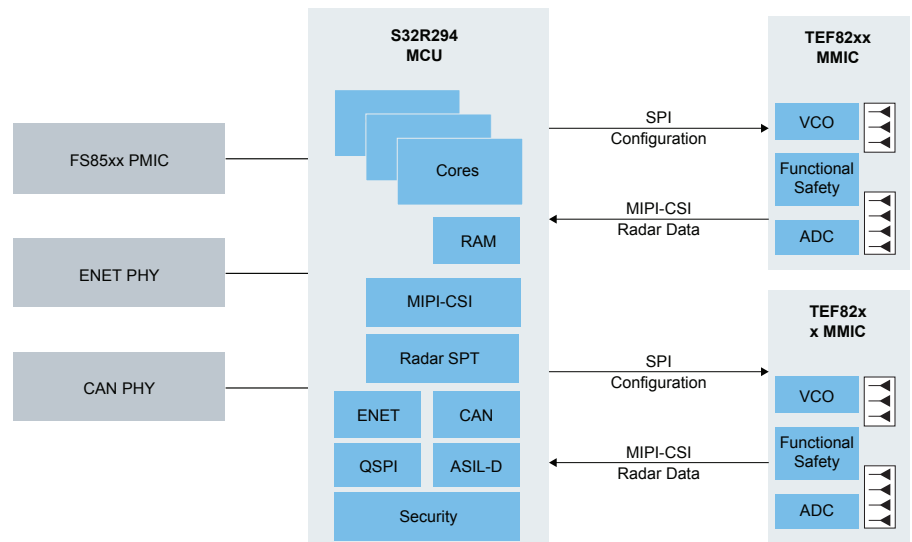 S32R294
MCU
Cores
RAM
MIPI-CSI
Radar SPT
ENET
CAN
QSPI
ASIL-D
Security
FS85xx PMIC
ENET PHY
CAN PHY
SPI
Configuration
MIPI-CSI
Radar Data
SPI
Configuration
MIPI-CSI
Radar Data
TEF82xx
MMIC
VCO
Functional
Safety
ADC
TEF82x
x MMIC
VCO
Functional
Safety
ADC